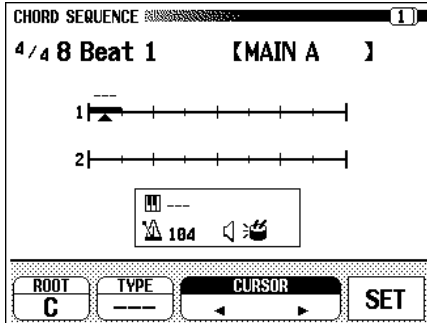 CHORD SEQUENCE 1
4/4 8 Beat 1 【MAIN A 】
---
1
2
---
104
ROOT TYPE CURSOR
C --- ◄ ► SET